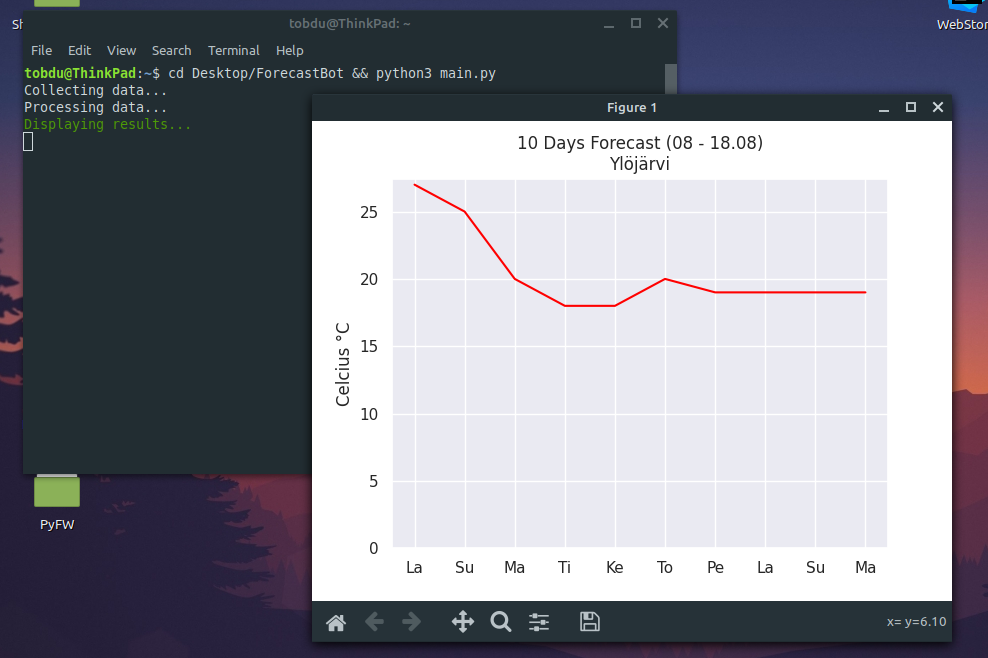 Sh
WebStor
tobdu@ThinkPad: ~
File Edit View Search Terminal Help
tobdu@ThinkPad:~$ cd Desktop/ForecastBot && python3 main.py
Collecting data...
Processing data...
Displaying results...
Figure 1
10 Days Forecast (08 - 18.08)
Ylöjärvi
25
20
15
10
5
0
Celcius °C
La Su Ma Ti Ke To Pe La Su Ma
x= y=6.10
PyFW